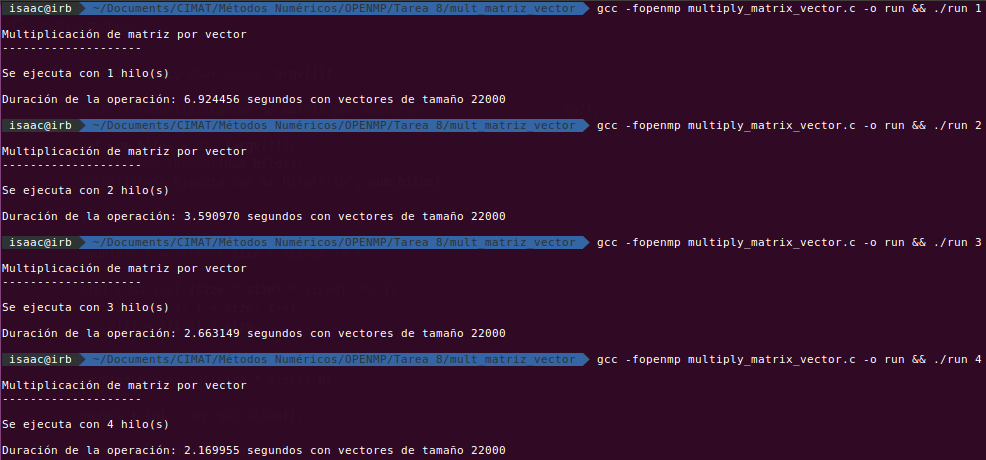 isaac@irb ~/Documents/CIMAT/Métodos Numéricos/OPENMP/Tarea 8/mult_matriz_vector gcc -fopenmp multiply_matrix_vector.c -o run && ./run 1
Multiplicación de matriz por vector
--------------------
Se ejecuta con 1 hilo(s)
Duración de la operación: 6.924456 segundos con vectores de tamaño 22000
isaac@irb ~/Documents/CIMAT/Métodos Numéricos/OPENMP/Tarea 8/mult_matriz_vector gcc -fopenmp multiply_matrix_vector.c -o run && ./run 2
Multiplicación de matriz por vector
--------------------
Se ejecuta con 2 hilo(s)
Duración de la operación: 3.590970 segundos con vectores de tamaño 22000
isaac@irb ~/Documents/CIMAT/Métodos Numéricos/OPENMP/Tarea 8/mult_matriz_vector gcc -fopenmp multiply_matrix_vector.c -o run && ./run 3
Multiplicación de matriz por vector
--------------------
Se ejecuta con 3 hilo(s)
Duración de la operación: 2.663149 segundos con vectores de tamaño 22000
isaac@irb ~/Documents/CIMAT/Métodos Numéricos/OPENMP/Tarea 8/mult_matriz_vector gcc -fopenmp multiply_matrix_vector.c -o run && ./run 4
Multiplicación de matriz por vector
--------------------
Se ejecuta con 4 hilo(s)
Duración de la operación: 2.169955 segundos con vectores de tamaño 22000